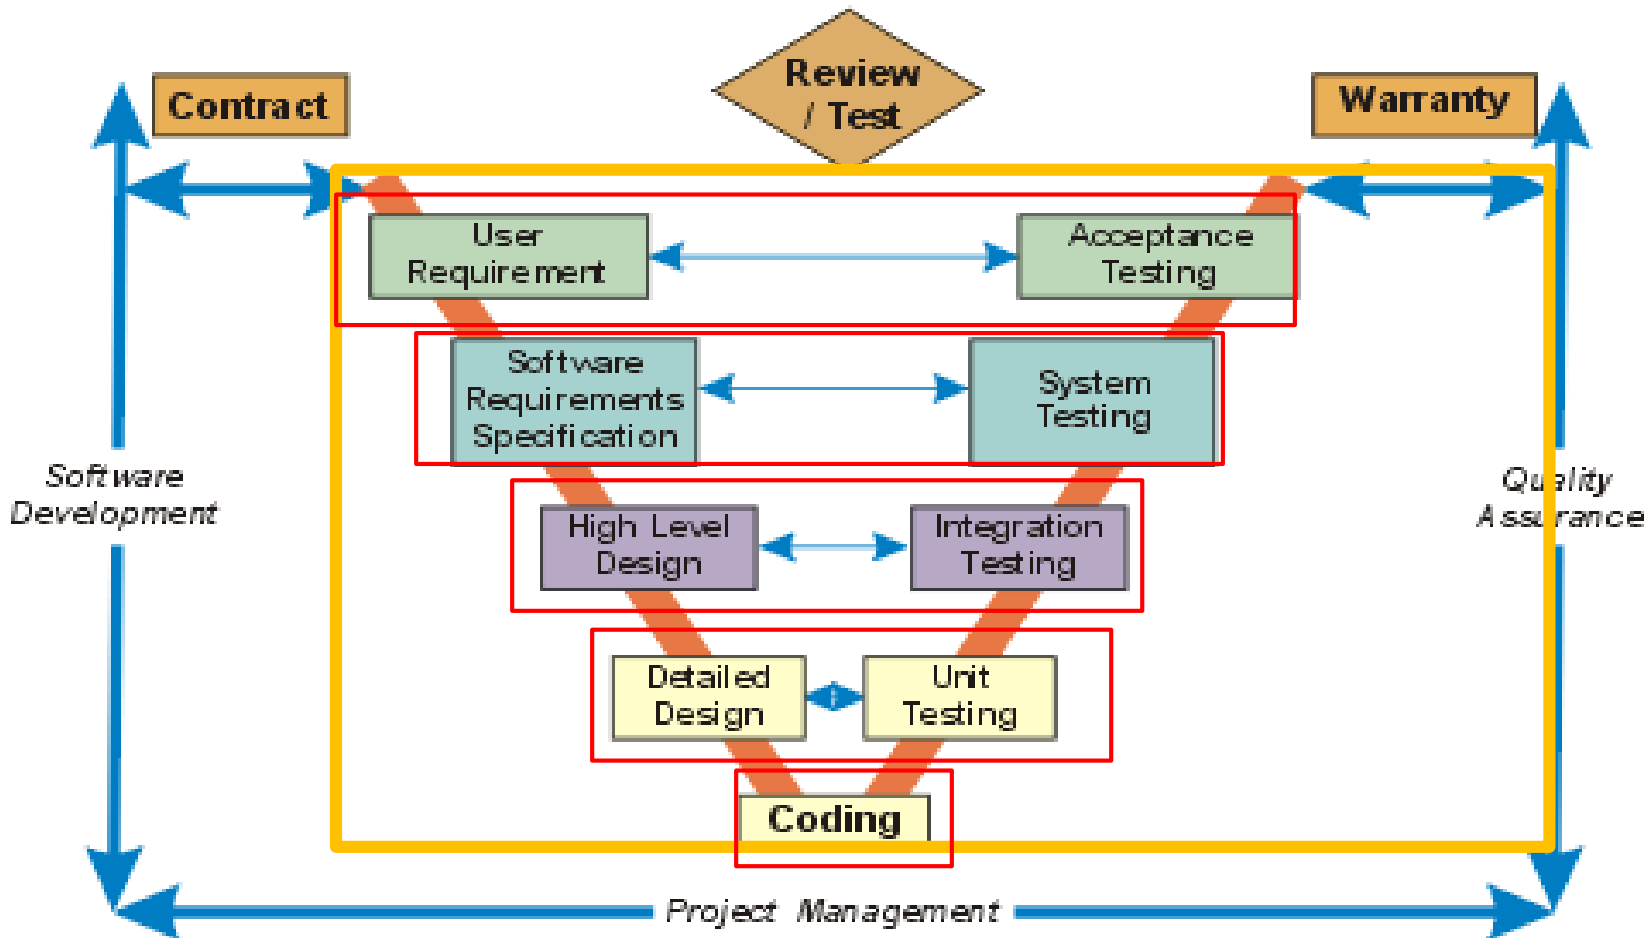 Review
/ Test
Contract
Warranty
User
Requirement
Acceptance
Testing
Software
Requirements
Specification
System
Testing
Software
Development
Quality
Assurance
High Level
Design
Integration
Testing
Detailed
Design
Unit
Testing
Coding
Project Management